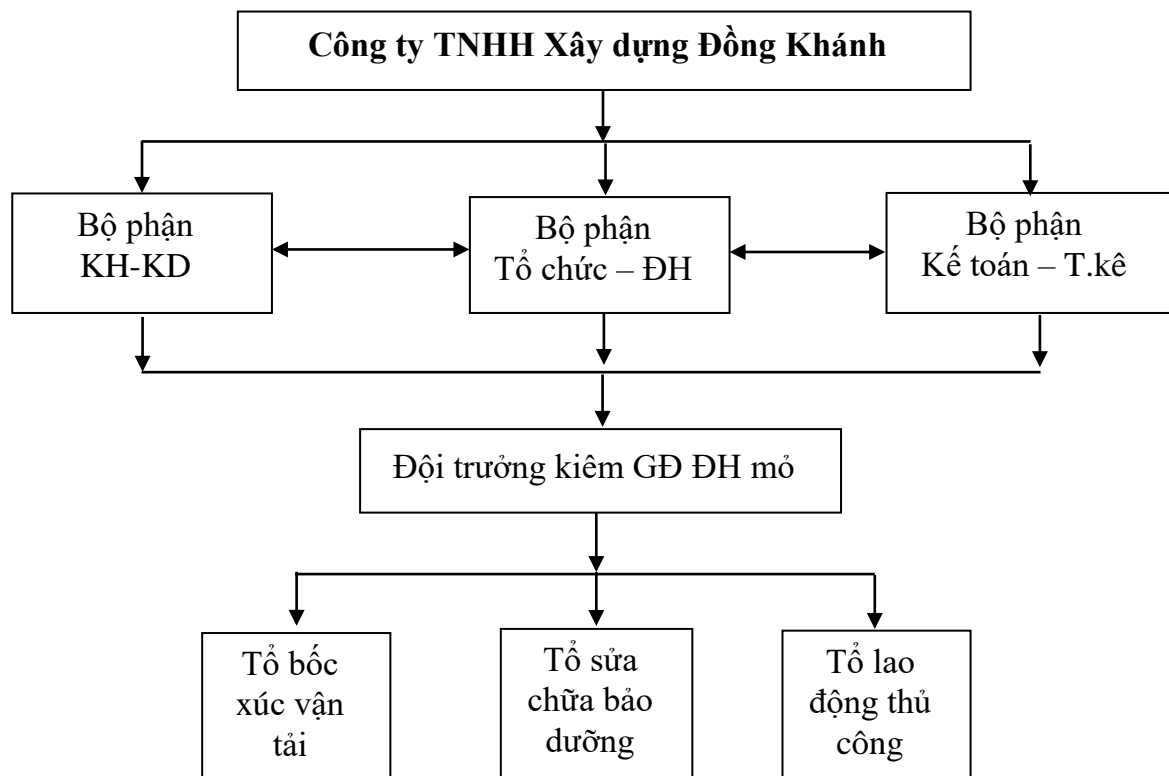 Công ty TNHH Xây dựng Đồng Khánh
Bộ phận
KH-KD
Bộ phận
Tổ chức – ĐH
Bộ phận
Kế toán – T.kê
Đội trưởng kiêm GĐ ĐH mỏ
Tổ bốc
xúc vận
tải
Tổ sửa
chữa bảo
dưỡng
Tổ lao
động thủ
công